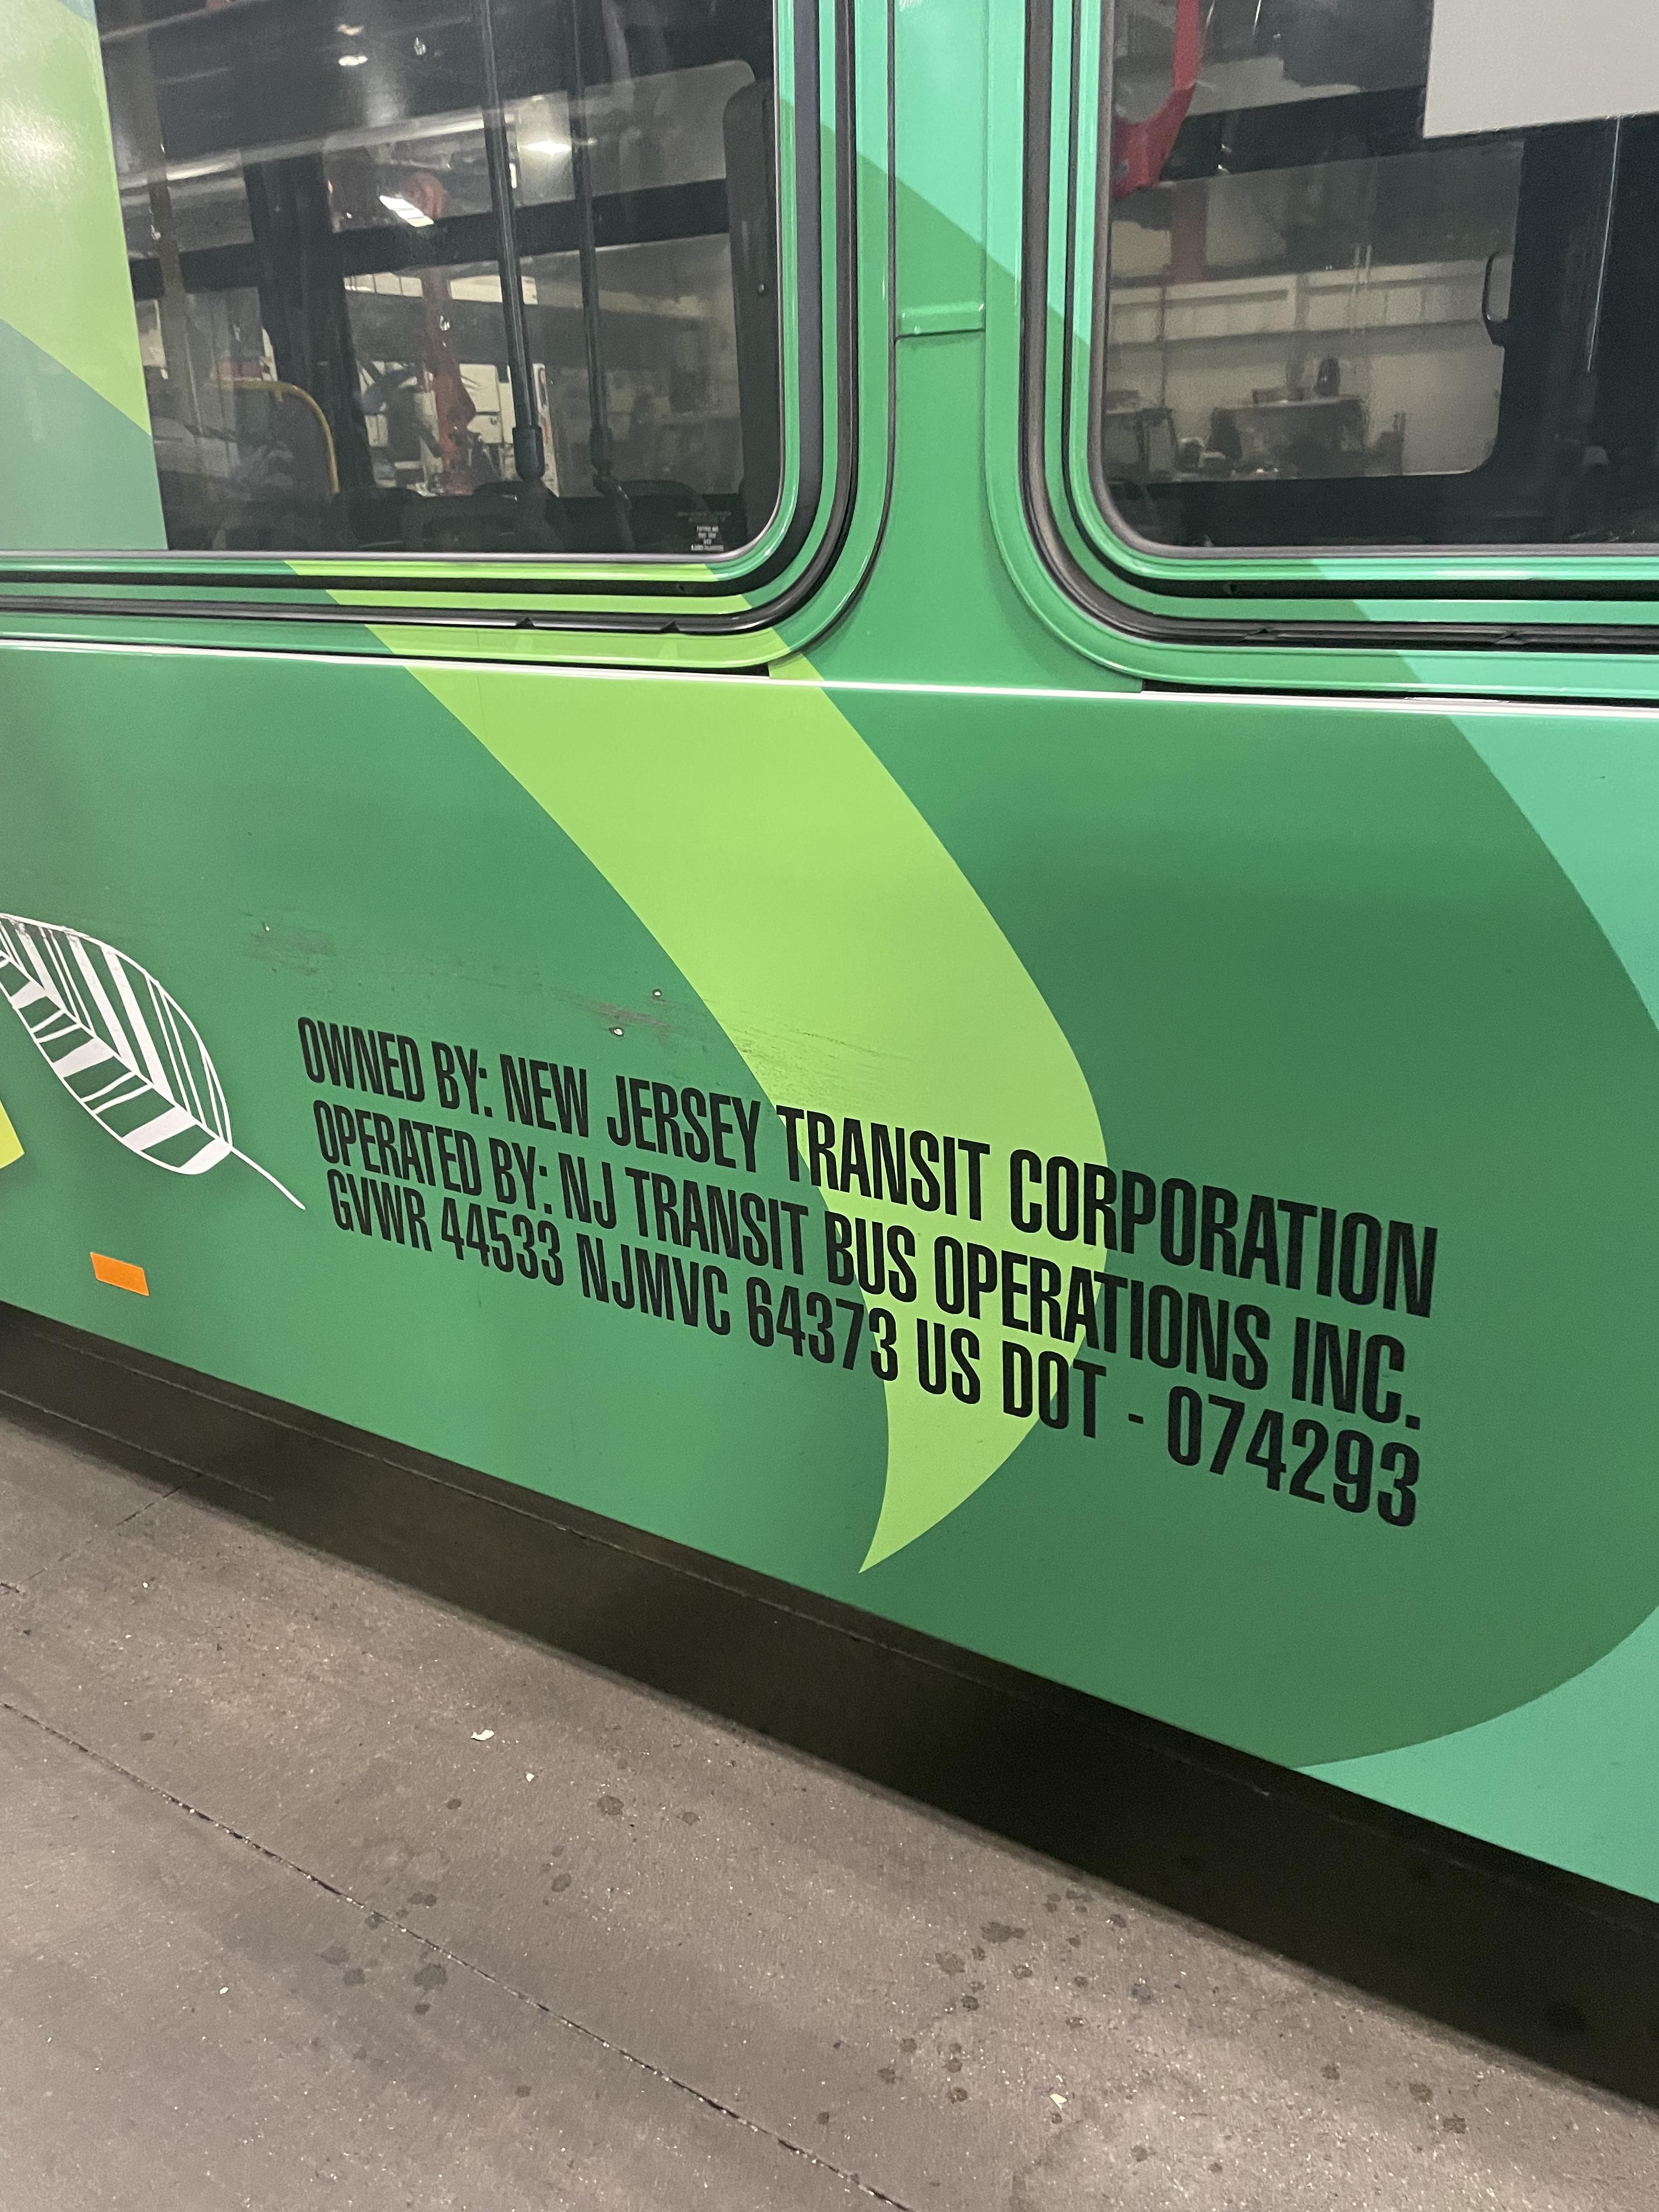 OWNED BY: NEW JERSEY TRANSIT CORPORATION
OPERATED BY: NJ TRANSIT BUS OPERATIONS INC.
GVWR 44533 NJMVC 64373 US DOT - 074293